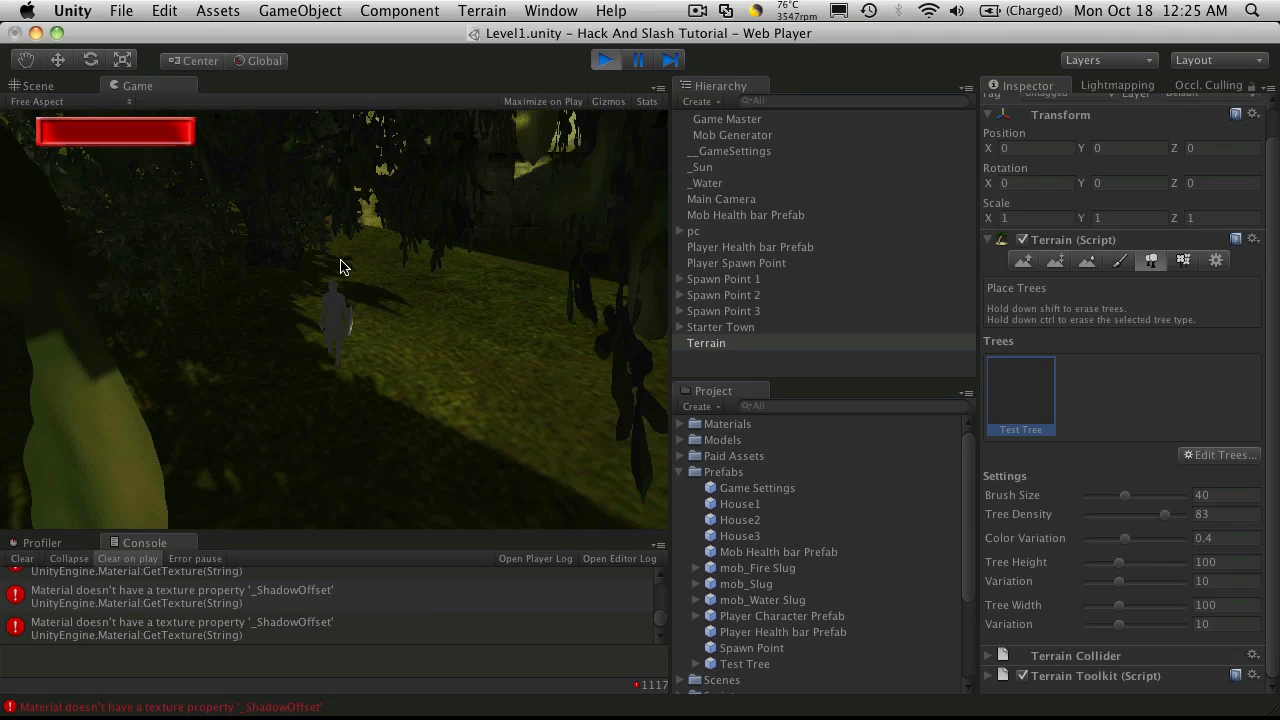 Unity File Edit Assets GameObject Component Terrain Window Help
76°C
3547rpm
(Charged) Mon Oct 18 12:25 AM
Level1.unity - Hack And Slash Tutorial - Web Player
Center Global
Layers
Layout
Scene Game
Free Aspect
Maximize on Play Gizmos Stats
Hierarchy
Create All
Game Master
Mob Generator
__GameSettings
_Sun
_Water
Main Camera
Mob Health bar Prefab
pc
Player Health bar Prefab
Player Spawn Point
Spawn Point 1
Spawn Point 2
Spawn Point 3
Starter Town
Terrain
Project
Create All
Materials
Models
Paid Assets
Prefabs
Game Settings
House1
House2
House3
Mob Health bar Prefab
mob_Fire Slug
mob_Slug
mob_Water Slug
Player Character Prefab
Player Health bar Prefab
Spawn Point
Test Tree
Scenes
Inspector Lightmapping Occl. Culling
Transform
Position
X 0 Y 0 Z 0
Rotation
X 0 Y 0 Z 0
Scale
X 1 Y 1 Z 1
Terrain (Script)
Place Trees
Hold down shift to erase trees.
Hold down ctrl to erase the selected tree type.
Trees
Test Tree
Edit Trees...
Settings
Brush Size 40
Tree Density 83
Color Variation 0.4
Tree Height 100
Variation 10
Tree Width 100
Variation 10
Terrain Collider
Terrain Toolkit (Script)
Profiler Console
Clear Collapse Clear on play Error pause
Open Player Log Open Editor Log
UnityEngine.Material:GetTexture(String)
Material doesn't have a texture property '_ShadowOffset'
UnityEngine.Material:GetTexture(String)
Material doesn't have a texture property '_ShadowOffset'
UnityEngine.Material:GetTexture(String)
1117
Material doesn't have a texture property '_ShadowOffset'